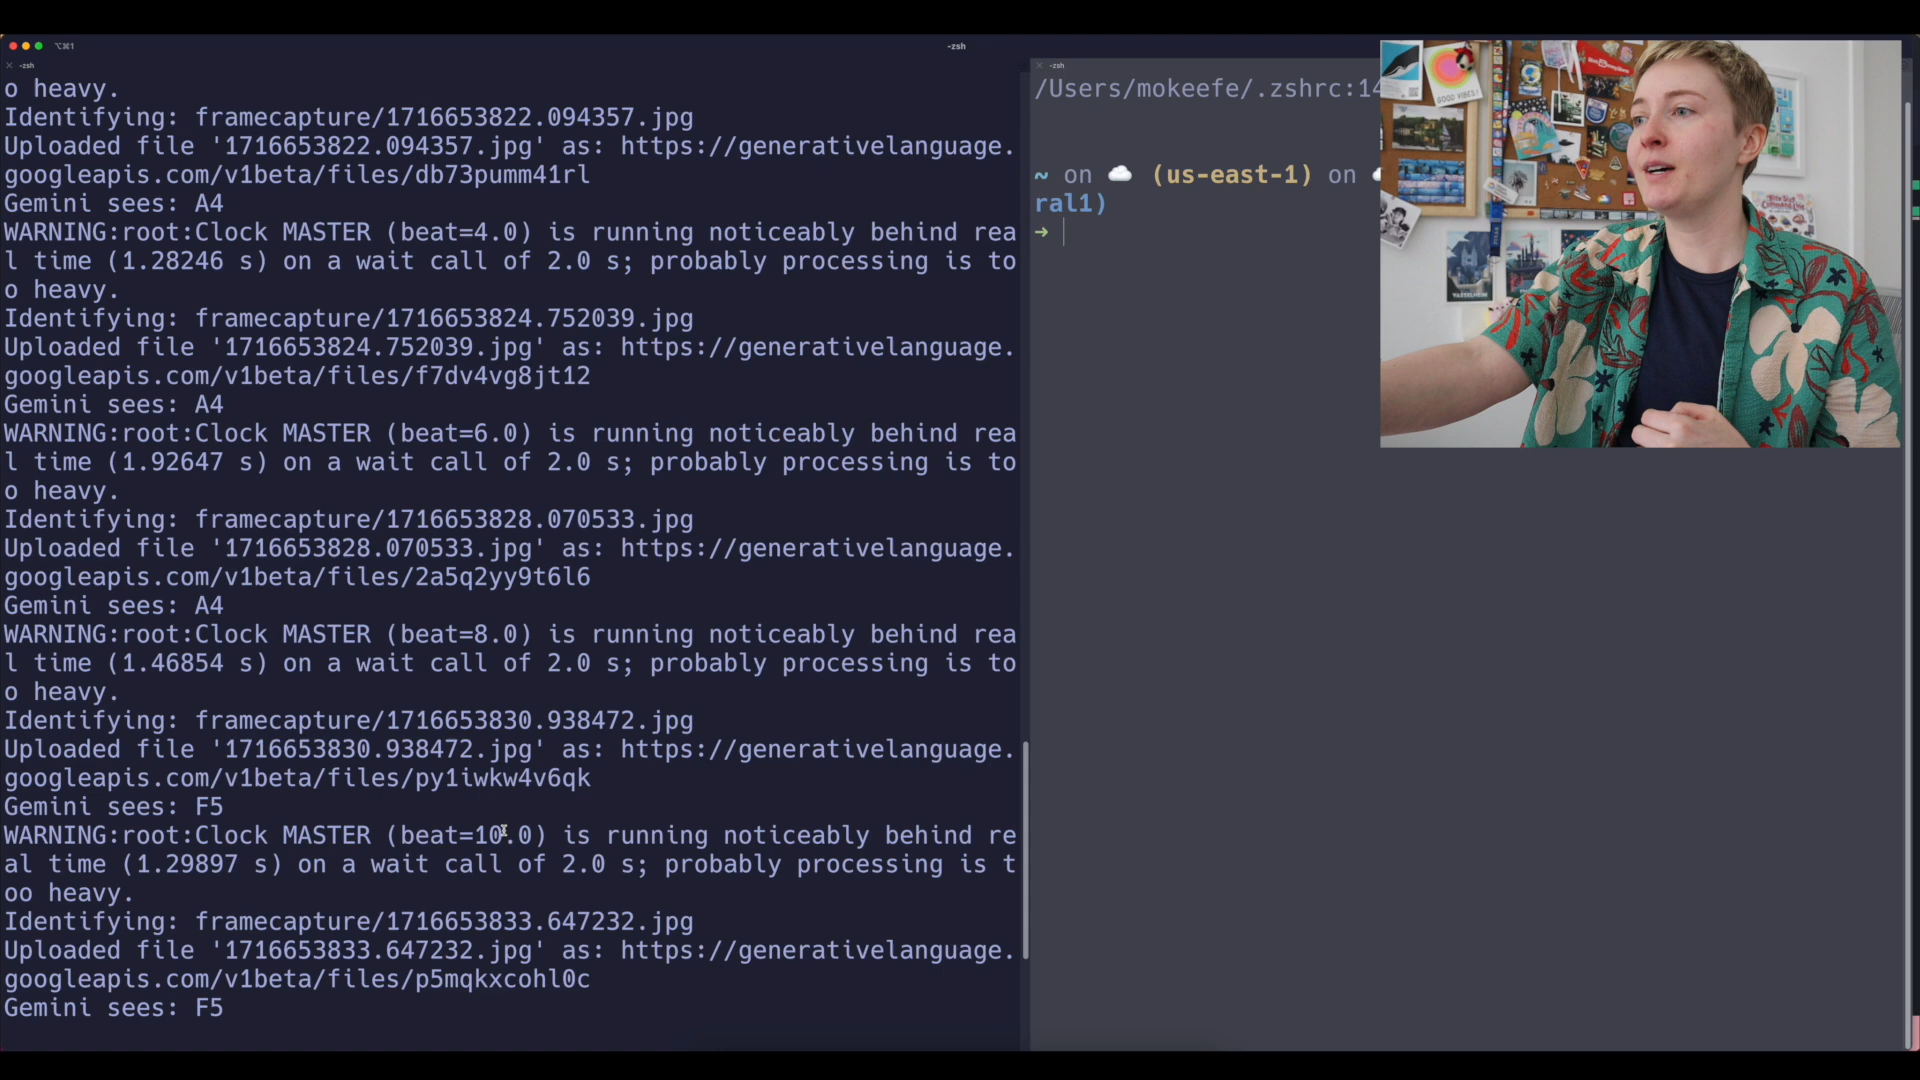 ⌥⌘1
-zsh
-zsh
o heavy.
Identifying: framecapture/1716653822.094357.jpg
Uploaded file '1716653822.094357.jpg' as: https://generativelanguage.
googleapis.com/v1beta/files/db73pumm41rl
Gemini sees: A4
WARNING:root:Clock MASTER (beat=4.0) is running noticeably behind rea
l time (1.28246 s) on a wait call of 2.0 s; probably processing is to
o heavy.
Identifying: framecapture/1716653824.752039.jpg
Uploaded file '1716653824.752039.jpg' as: https://generativelanguage.
googleapis.com/v1beta/files/f7dv4vg8jt12
Gemini sees: A4
WARNING:root:Clock MASTER (beat=6.0) is running noticeably behind rea
l time (1.92647 s) on a wait call of 2.0 s; probably processing is to
o heavy.
Identifying: framecapture/1716653828.070533.jpg
Uploaded file '1716653828.070533.jpg' as: https://generativelanguage.
googleapis.com/v1beta/files/2a5q2yy9t6l6
Gemini sees: A4
WARNING:root:Clock MASTER (beat=8.0) is running noticeably behind rea
l time (1.46854 s) on a wait call of 2.0 s; probably processing is to
o heavy.
Identifying: framecapture/1716653830.938472.jpg
Uploaded file '1716653830.938472.jpg' as: https://generativelanguage.
googleapis.com/v1beta/files/py1iwkw4v6qk
Gemini sees: F5
WARNING:root:Clock MASTER (beat=10.0) is running noticeably behind re
al time (1.29897 s) on a wait call of 2.0 s; probably processing is t
oo heavy.
Identifying: framecapture/1716653833.647232.jpg
Uploaded file '1716653833.647232.jpg' as: https://generativelanguage.
googleapis.com/v1beta/files/p5mqkxcohl0c
Gemini sees: F5
-zsh
/Users/mokeefe/.zshrc:14
~ on (us-east-1) on
ral1)
→
GOOD VIBES!
WASSELHEIM